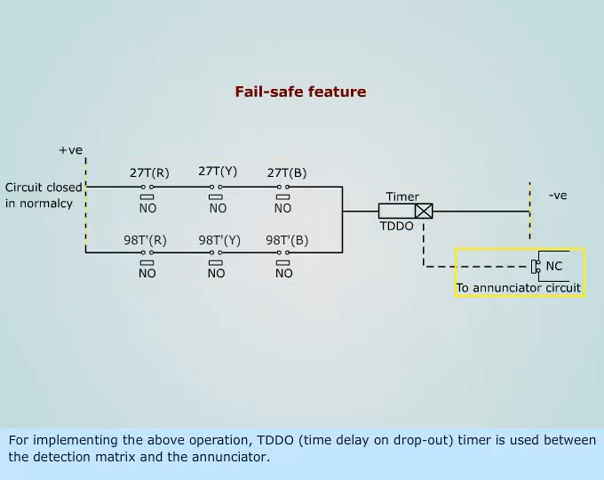 Fail-safe feature
+ve
27T(R) 27T(Y) 27T(B)
Circuit closed
in normalcy
NO NO NO
Timer
-ve
TDDO
98T'(R) 98T'(Y) 98T'(B)
NO NO NO
NC
To annunciator circuit
For implementing the above operation, TDDO (time delay on drop-out) timer is used between
the detection matrix and the annunciator.